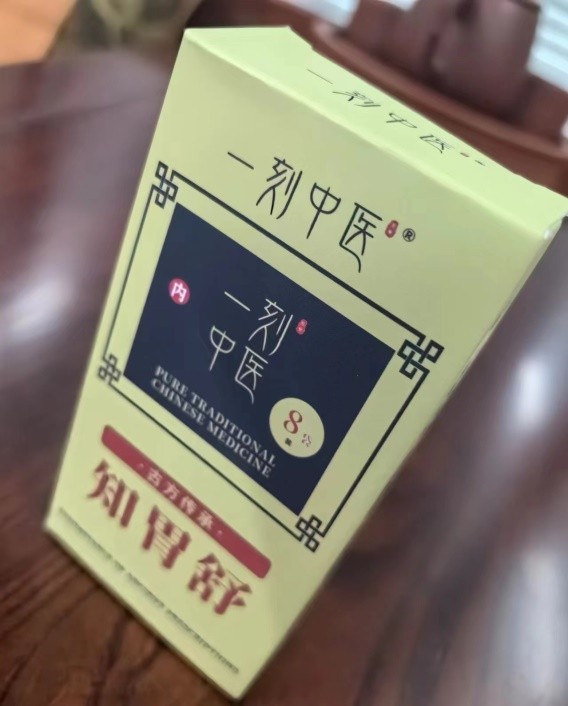 一刻中医
一刻中医®
内
一刻
中医
PURE TRADITIONAL
CHINESE MEDICINE
8袋
·古方传承·
知胃舒